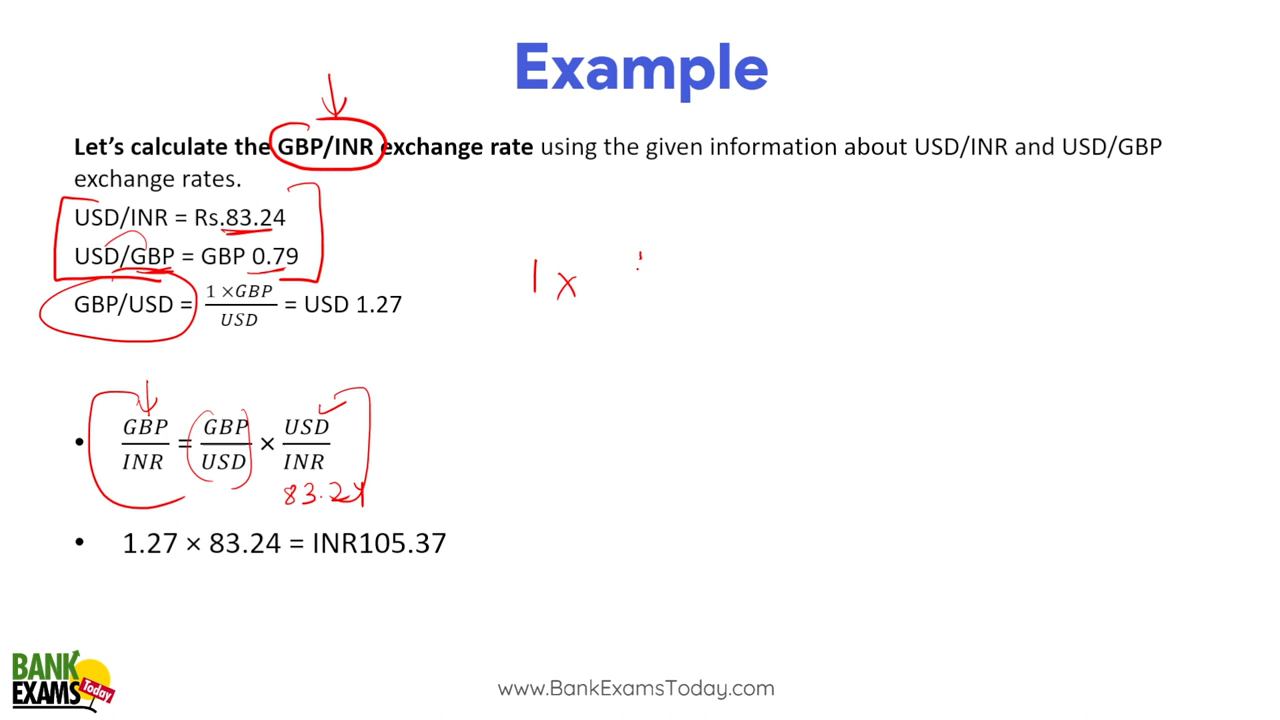 Example
Let's calculate the GBP/INR exchange rate using the given information about USD/INR and USD/GBP
exchange rates.
USD/INR = Rs.83.24
USD/GBP = GBP 0.79
GBP/USD = 1 ×GBP / USD = USD 1.27
1 x
• GBP/INR = GBP/USD × USD/INR
83.24
• 1.27 × 83.24 = INR105.37
BANK
EXAMS
Today
www.BankExamsToday.com